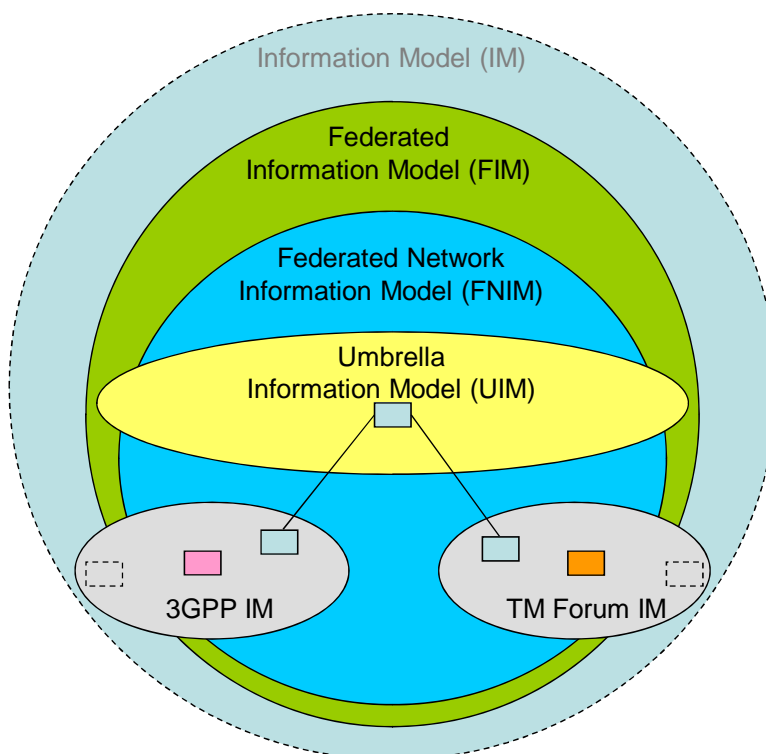 Information Model (IM)
Federated
Information Model (FIM)
Federated Network
Information Model (FNIM)
Umbrella
Information Model (UIM)
3GPP IM
TM Forum IM